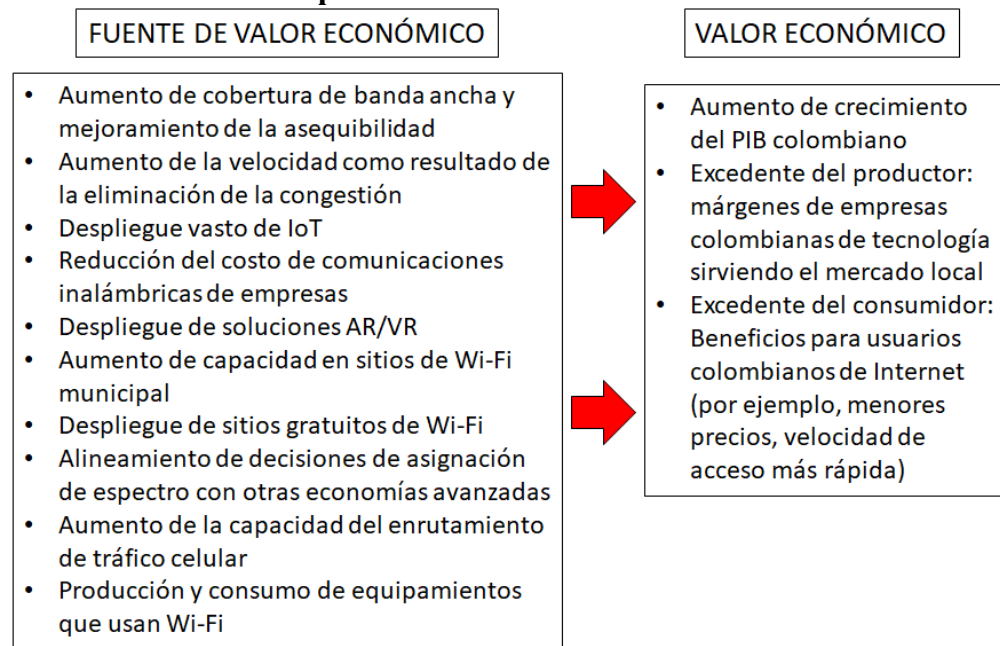 FUENTE DE VALOR ECONÓMICO
• Aumento de cobertura de banda ancha y
mejoramiento de la asequibilidad
• Aumento de la velocidad como resultado de
la eliminación de la congestión
• Despliegue vasto de IoT
• Reducción del costo de comunicaciones
inalámbricas de empresas
• Despliegue de soluciones AR/VR
• Aumento de capacidad en sitios de Wi-Fi
municipal
• Despliegue de sitios gratuitos de Wi-Fi
• Alineamiento de decisiones de asignación
de espectro con otras economías avanzadas
• Aumento de la capacidad del enrutamiento
de tráfico celular
• Producción y consumo de equipamientos
que usan Wi-Fi
VALOR ECONÓMICO
• Aumento de crecimiento
del PIB colombiano
• Excedente del productor:
márgenes de empresas
colombianas de tecnología
sirviendo el mercado local
• Excedente del consumidor:
Beneficios para usuarios
colombianos de Internet
(por ejemplo, menores
precios, velocidad de
acceso más rápida)